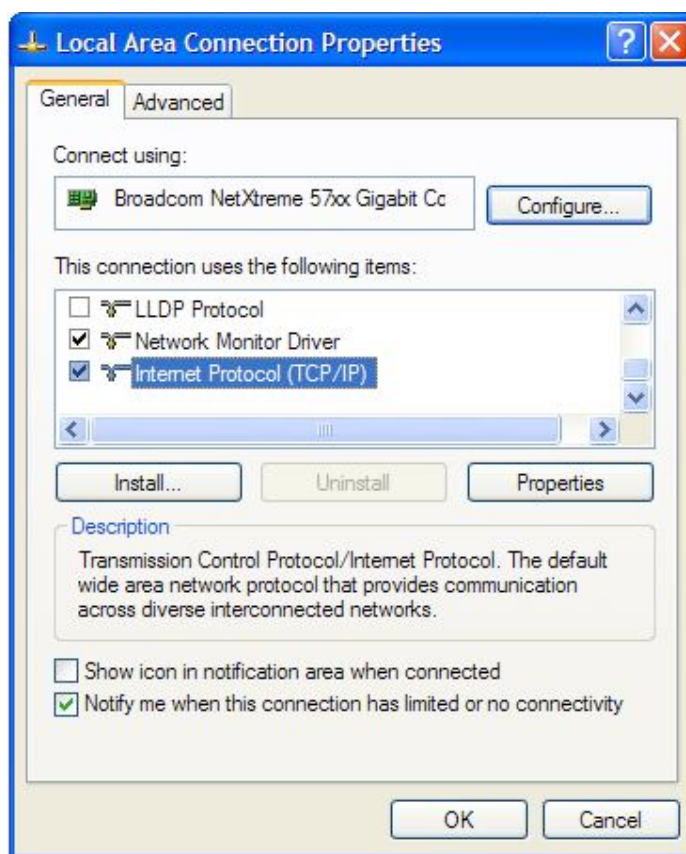 Local Area Connection Properties
General
Advanced
Connect using:
Broadcom NetXtreme 57xx Gigabit Cc
Configure...
This connection uses the following items:
LLDP Protocol
Network Monitor Driver
Internet Protocol (TCP/IP)
Install...
Uninstall
Properties
Description
Transmission Control Protocol/Internet Protocol. The default
wide area network protocol that provides communication
across diverse interconnected networks.
Show icon in notification area when connected
Notify me when this connection has limited or no connectivity
OK
Cancel